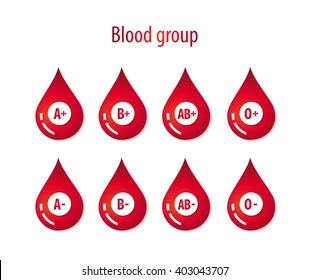 Blood group
A+ B+ AB+ O+
A- B- AB- O-
shutterstock.com · 403043707